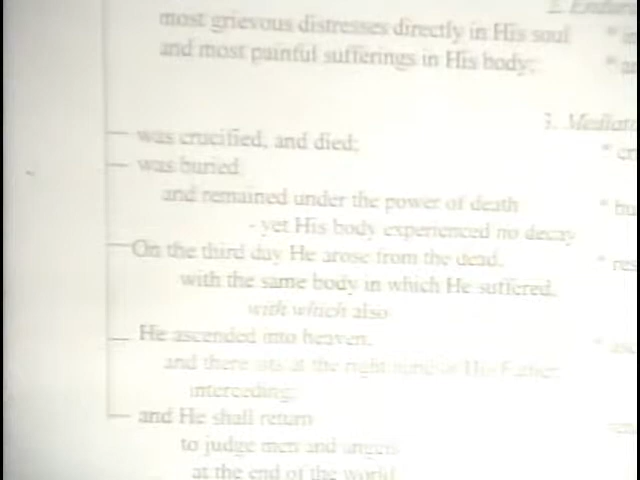 2. Endured
most grievous distresses directly in His soul
and most painful sufferings in His body;
3. Mediator
was crucified, and died;
was buried
and remained under the power of death
- yet His body experienced no decay
On the third day He arose from the dead,
with the same body in which He suffered,
with which also
He ascended into heaven,
and there sits at the right hand of His Father
interceding;
and He shall return
to judge men and angels
at the end of the world